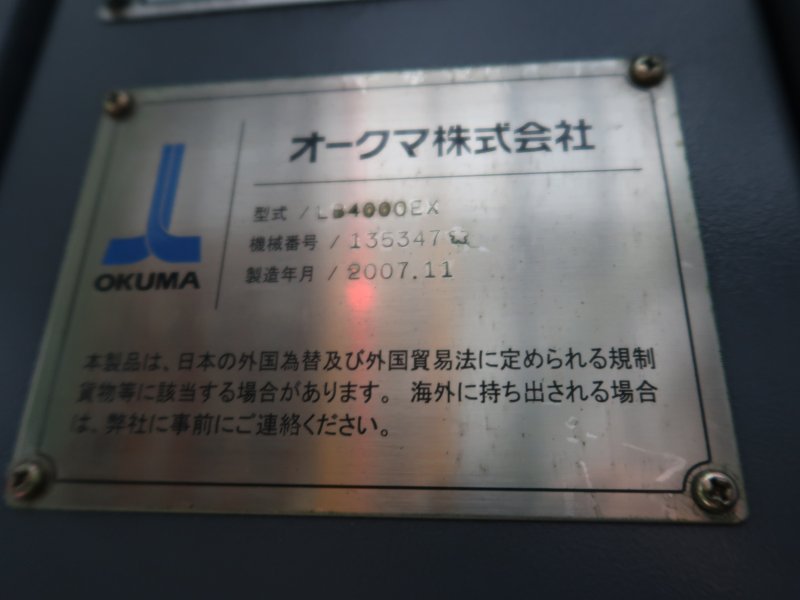 オークマ株式会社
OKUMA
型式 / LB4000EX
機械番号 / 135347
製造年月 / 2007.11
本製品は、日本の外国為替及び外国貿易法に定められる規制
貨物等に該当する場合があります。 海外に持ち出される場合
は、弊社に事前にご連絡ください。